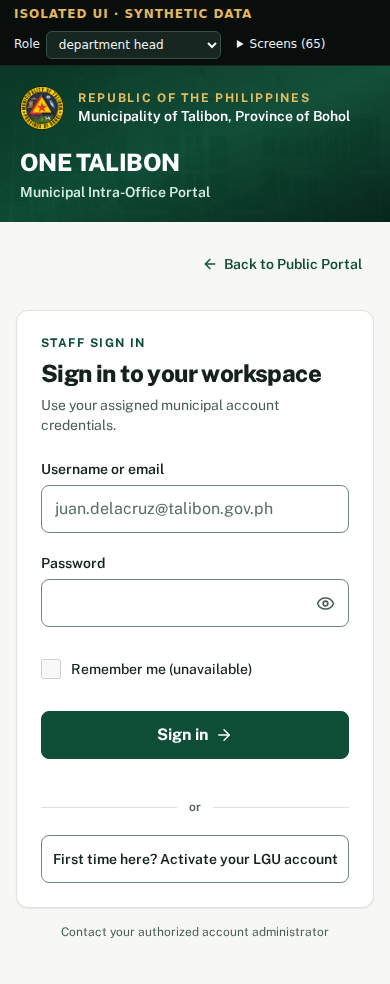 ISOLATED UI · SYNTHETIC DATA
Role department head Screens (65)
REPUBLIC OF THE PHILIPPINES
Municipality of Talibon, Province of Bohol
ONE TALIBON
Municipal Intra-Office Portal
Back to Public Portal
STAFF SIGN IN
Sign in to your workspace
Use your assigned municipal account
credentials.
Username or email
juan.delacruz@talibon.gov.ph
Password
Remember me (unavailable)
Sign in
or
First time here? Activate your LGU account
Contact your authorized account administrator